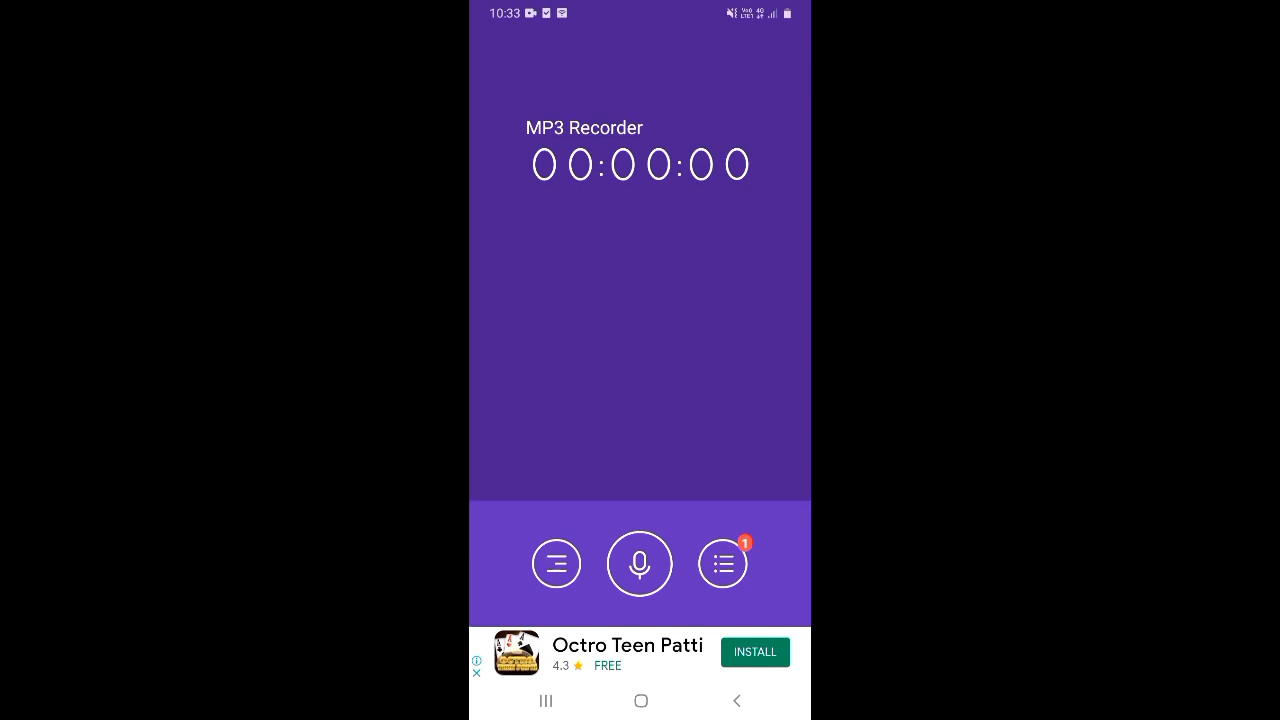 10:33
MP3 Recorder
00:00:00
1
Octro Teen Patti
4.3 ★ FREE
INSTALL